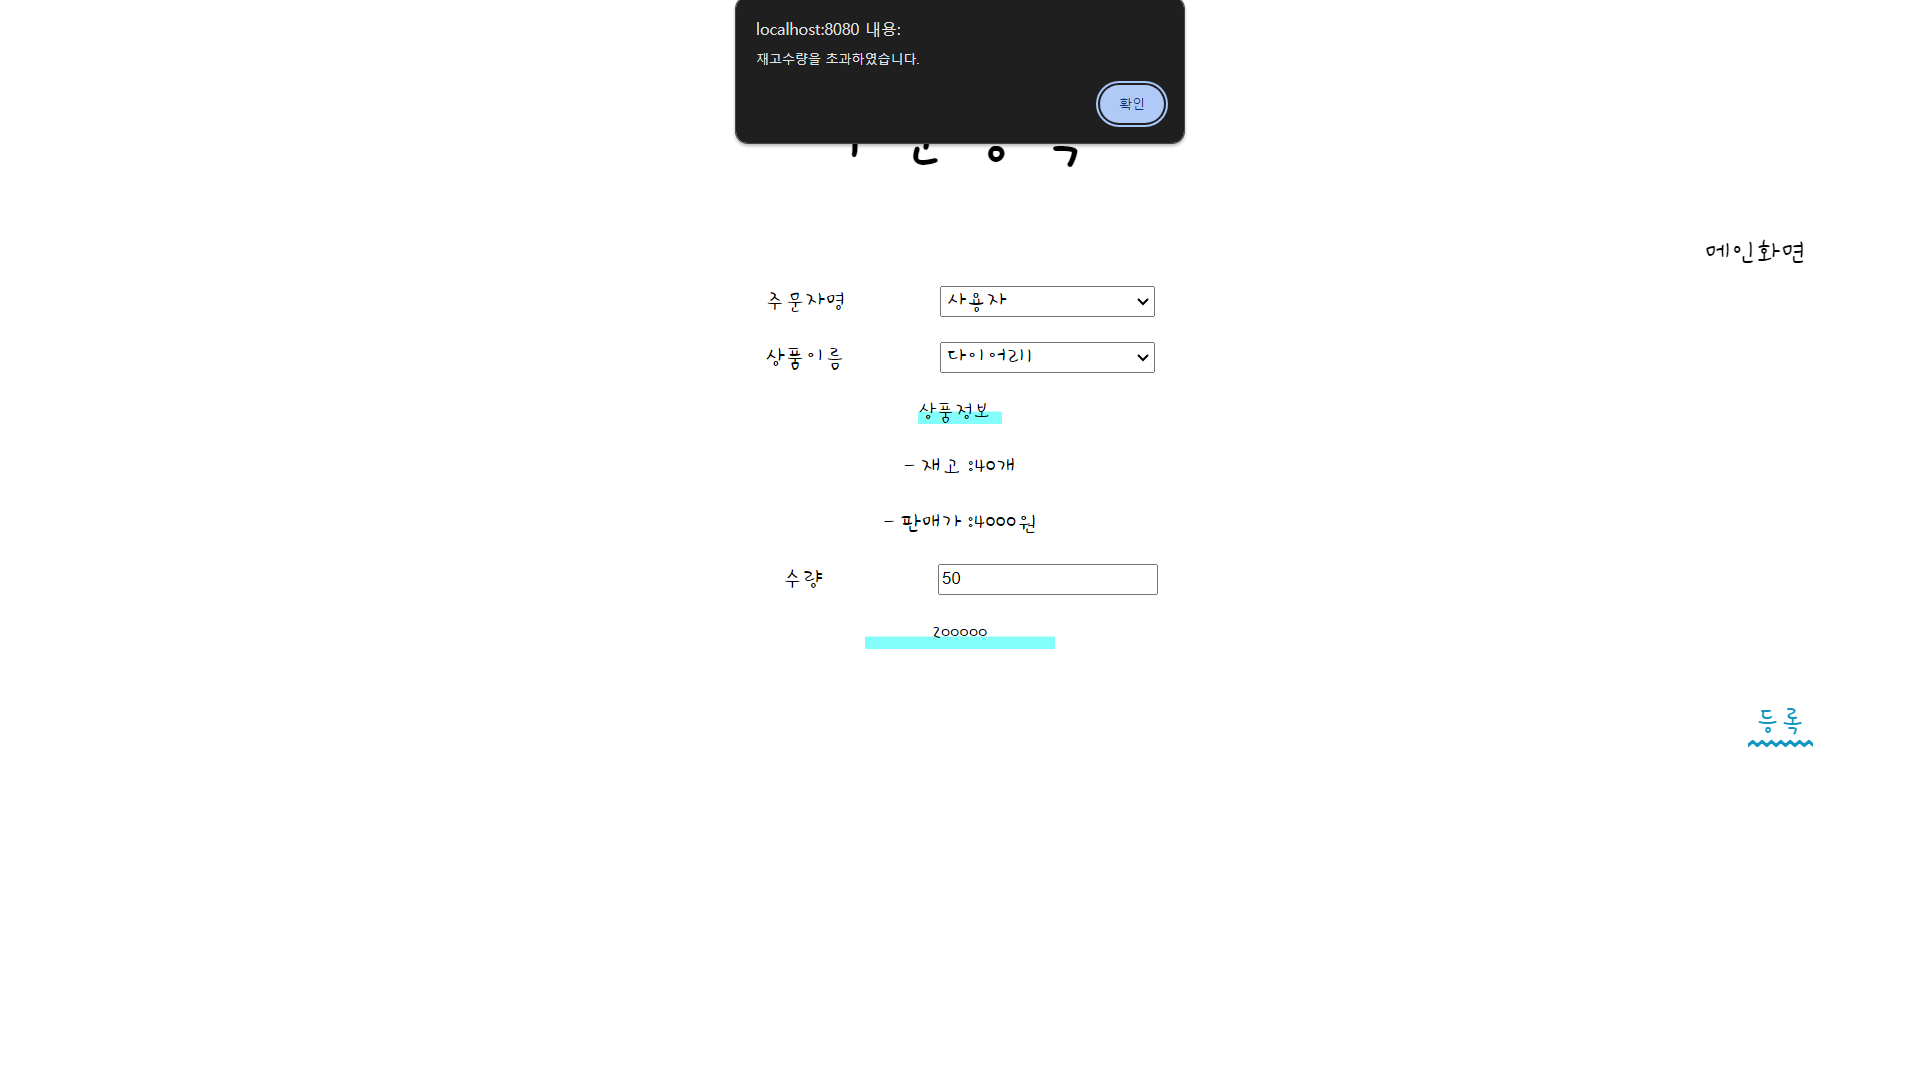 localhost:8080 내용:
재고수량을 초과하였습니다.
확인
메인화면
주문자명 사용자
상품이름 다이어리1
상품정보
- 재고 :40개
- 판매가 :4000원
수량 50
200000
등록